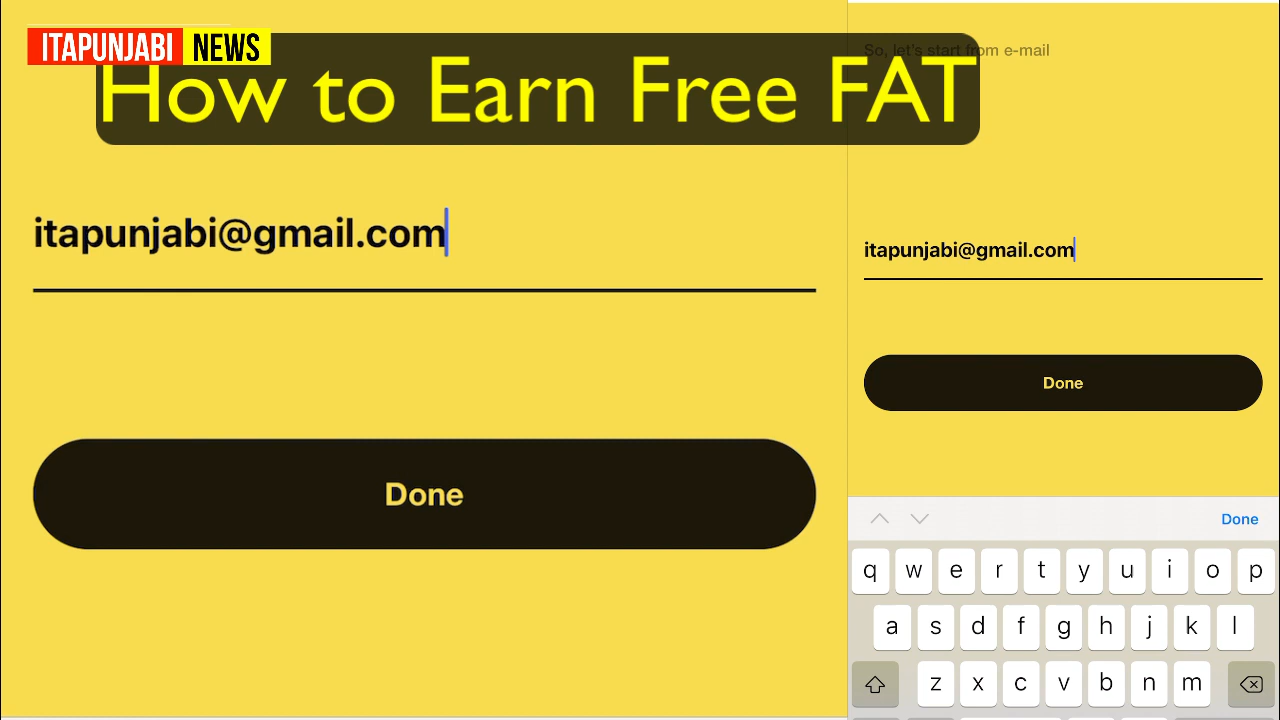 ITAPUNJABI NEWS
How to Earn Free FAT
itapunjabi@gmail.com
Done
So, let's start from e-mail
itapunjabi@gmail.com
Done
Done
q w e r t y u i o p
a s d f g h j k l
z x c v b n m